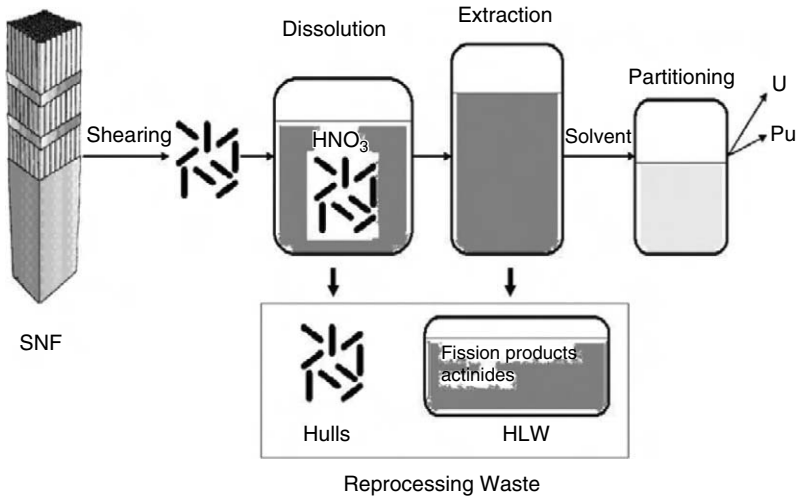 Dissolution
Extraction
Partitioning
U
Pu
Shearing
HNO3
Solvent
SNF
Fission products
actinides
Hulls
HLW
Reprocessing Waste